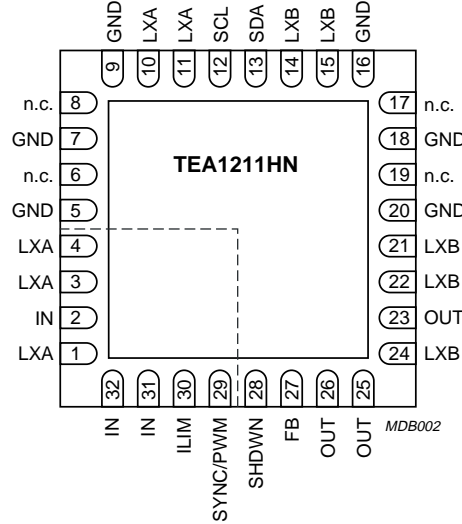 GND
LXA
LXA
SCL
SDA
LXB
LXB
GND
9
10
11
12
13
14
15
16
n.c. 8
GND 7
n.c. 6
GND 5
LXA 4
LXA 3
IN 2
LXA 1
TEA1211HN
17 n.c.
18 GND
19 n.c.
20 GND
21 LXB
22 LXB
23 OUT
24 LXB
32
31
30
29
28
27
26
25
IN
IN
ILIM
SYNC/PWM
SHDWN
FB
OUT
OUT
MDB002